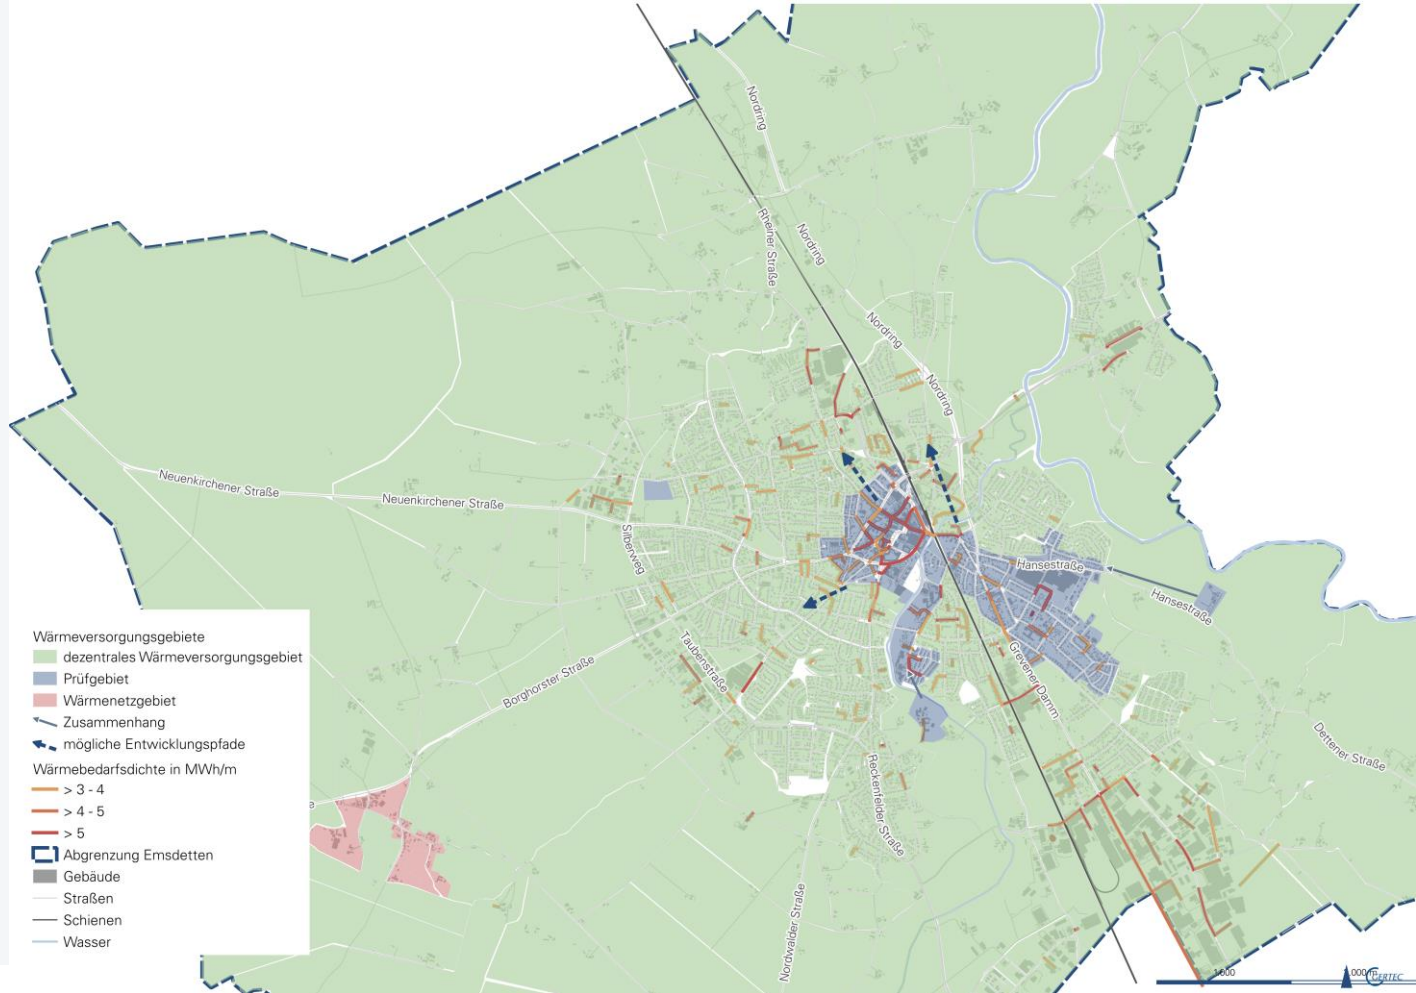 Nordring
Rheiner Straße
Nordring
Nordring
Nordring
Neuenkirchener Straße
Neuenkirchener Straße
Silberweg
Hansestraße
Hansestraße
Taubenstraße
Grevener Damm
Borghorster Straße
Dettener Straße
Reckenfelder Straße
Nordwalder Straße
Wärmeversorgungsgebiete
dezentrales Wärmeversorgungsgebiet
Prüfgebiet
Wärmenetzgebiet
Zusammenhang
mögliche Entwicklungspfade
Wärmebedarfsdichte in MWh/m
> 3 - 4
> 4 - 5
> 5
Abgrenzung Emsdetten
Gebäude
Straßen
Schienen
Wasser
GERTEC